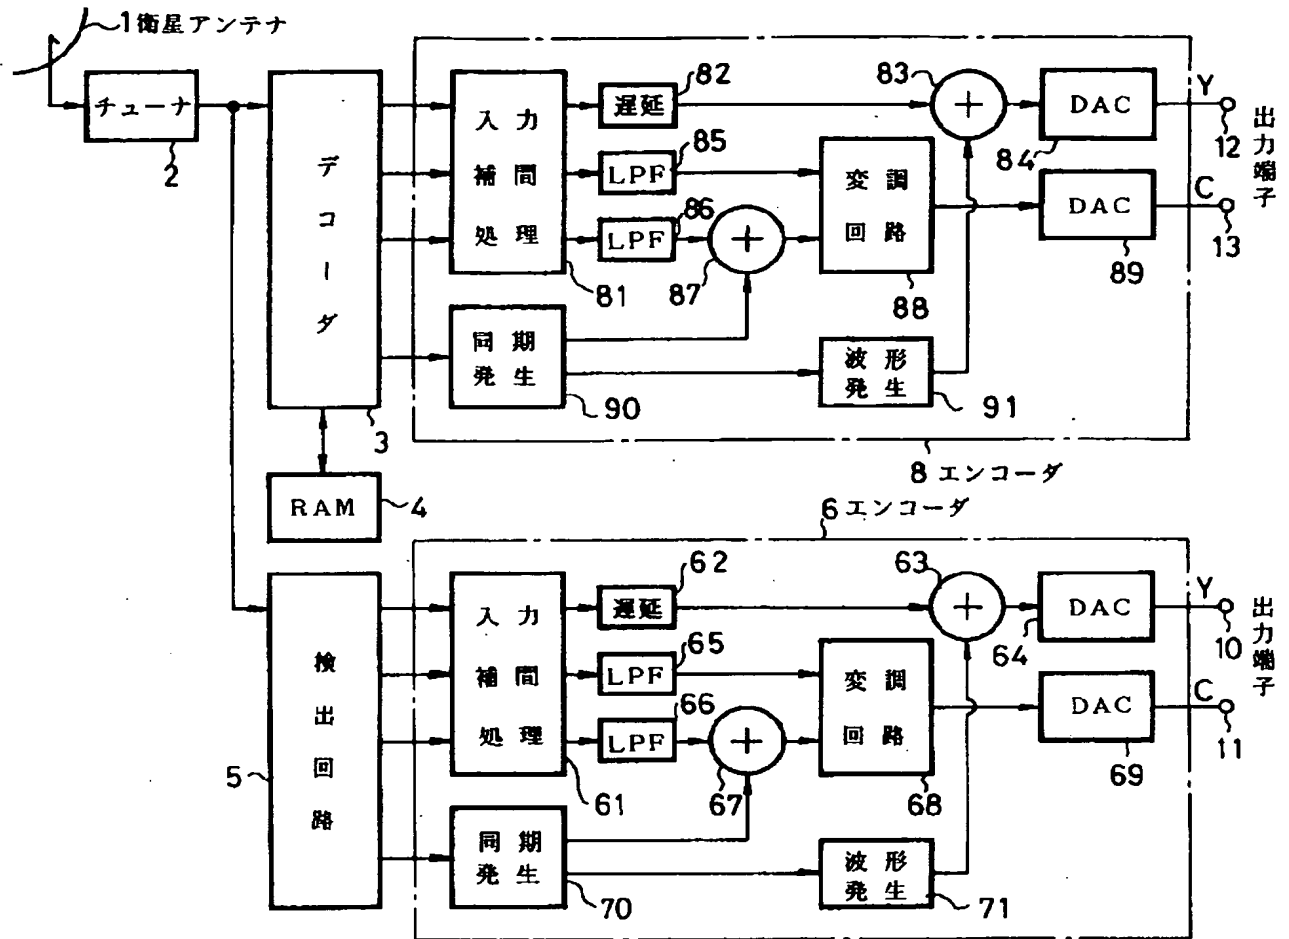 1 衛星アンテナ
チューナ
2
デコーダ
3
RAM
4
入力
補間
処理
81
遅延
82
LPF
85
LPF
86
+
87
変調
回路
88
+
83
DAC
84
Y
12
DAC
89
C
13
出力端子
同期
発生
90
波形
発生
91
8 エンコーダ
6 エンコーダ
検出回路
5
入力
補間
処理
61
遅延
62
LPF
65
LPF
66
+
67
変調
回路
68
+
63
DAC
64
Y
10
DAC
69
C
11
出力端子
同期
発生
70
波形
発生
71